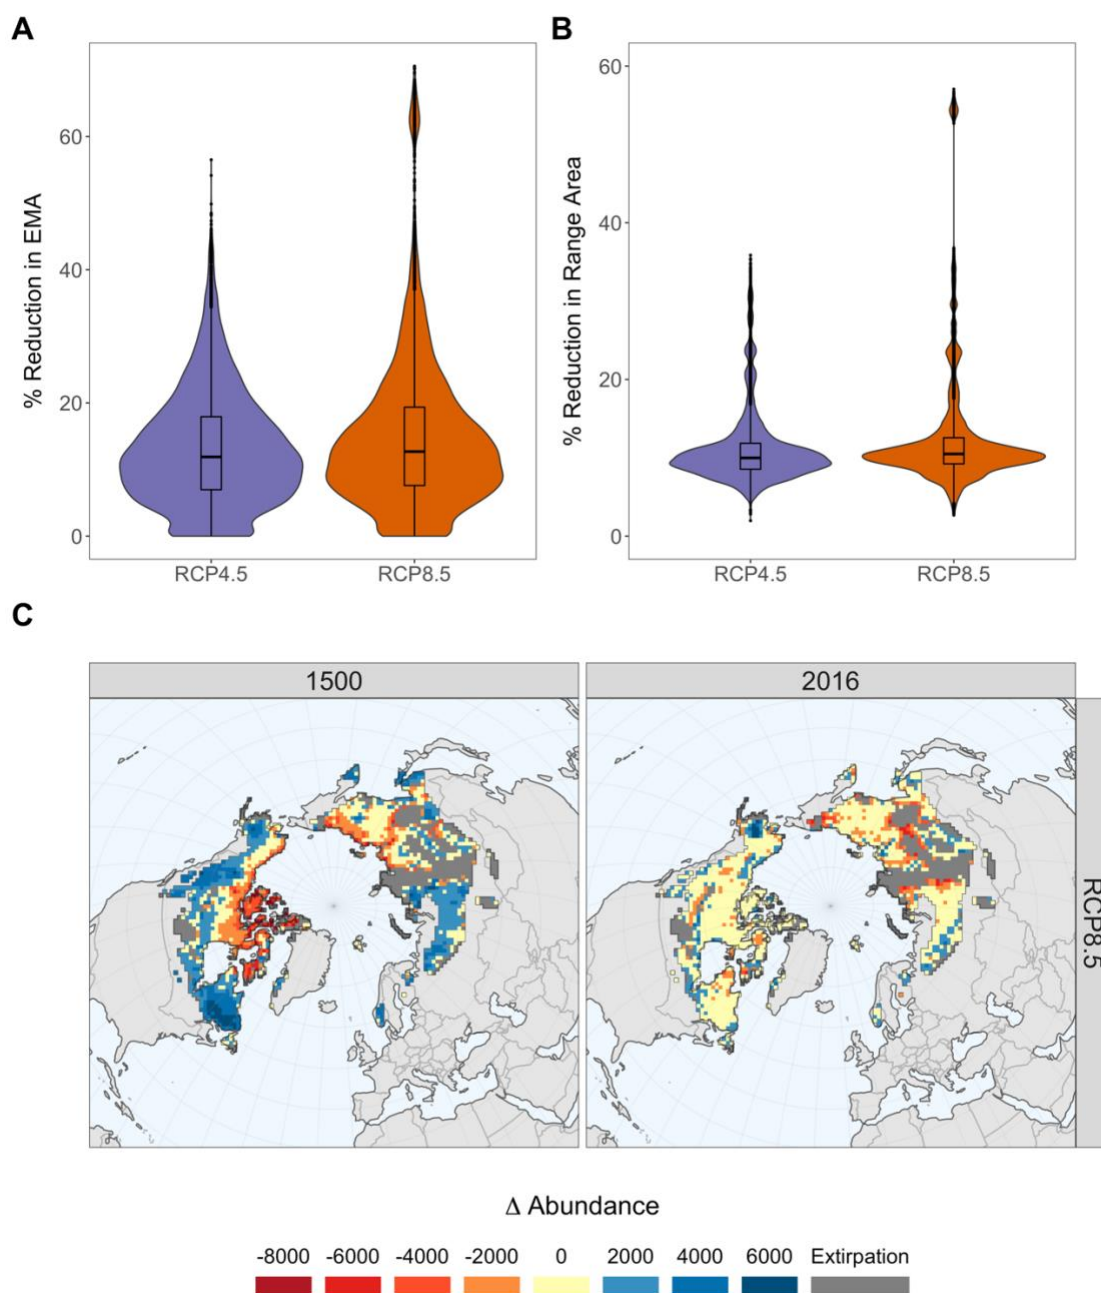 A
% Reduction in EMA
60
40
20
0
RCP4.5 RCP8.5
B
% Reduction in Range Area
60
40
20
0
RCP4.5 RCP8.5
C
1500 2016
RCP8.5
Δ Abundance
-8000 -6000 -4000 -2000 0 2000 4000 6000 Extirpation